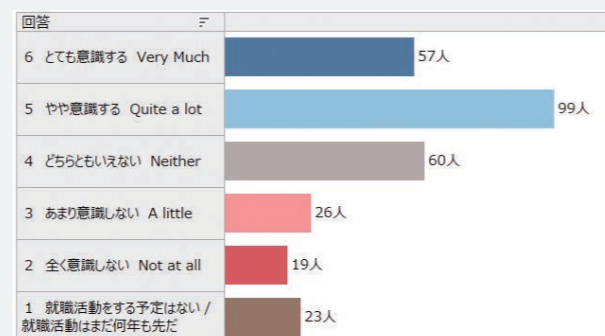 回答
6 とても意識する Very Much
57人
5 やや意識する Quite a lot
99人
4 どちらともいえない Neither
60人
3 あまり意識しない A little
26人
2 全く意識しない Not at all
19人
1 就職活動をする予定はない /
就職活動はまだ何年も先だ
23人